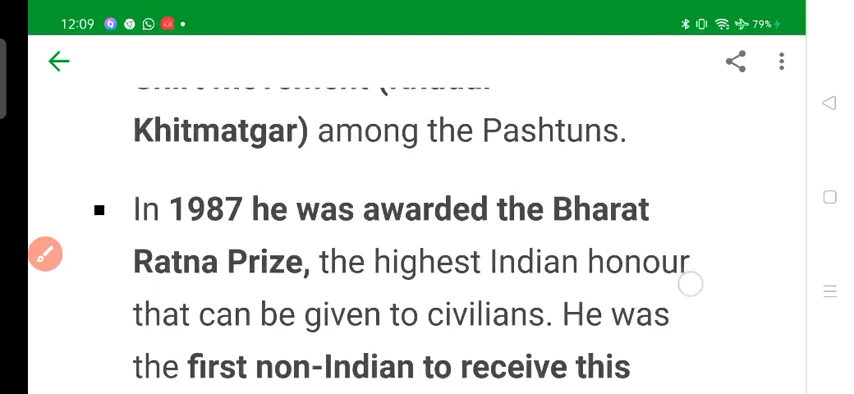 12:09
79%
Khitmatgar) among the Pashtuns.
In 1987 he was awarded the Bharat
Ratna Prize, the highest Indian honour
that can be given to civilians. He was
the first non-Indian to receive this